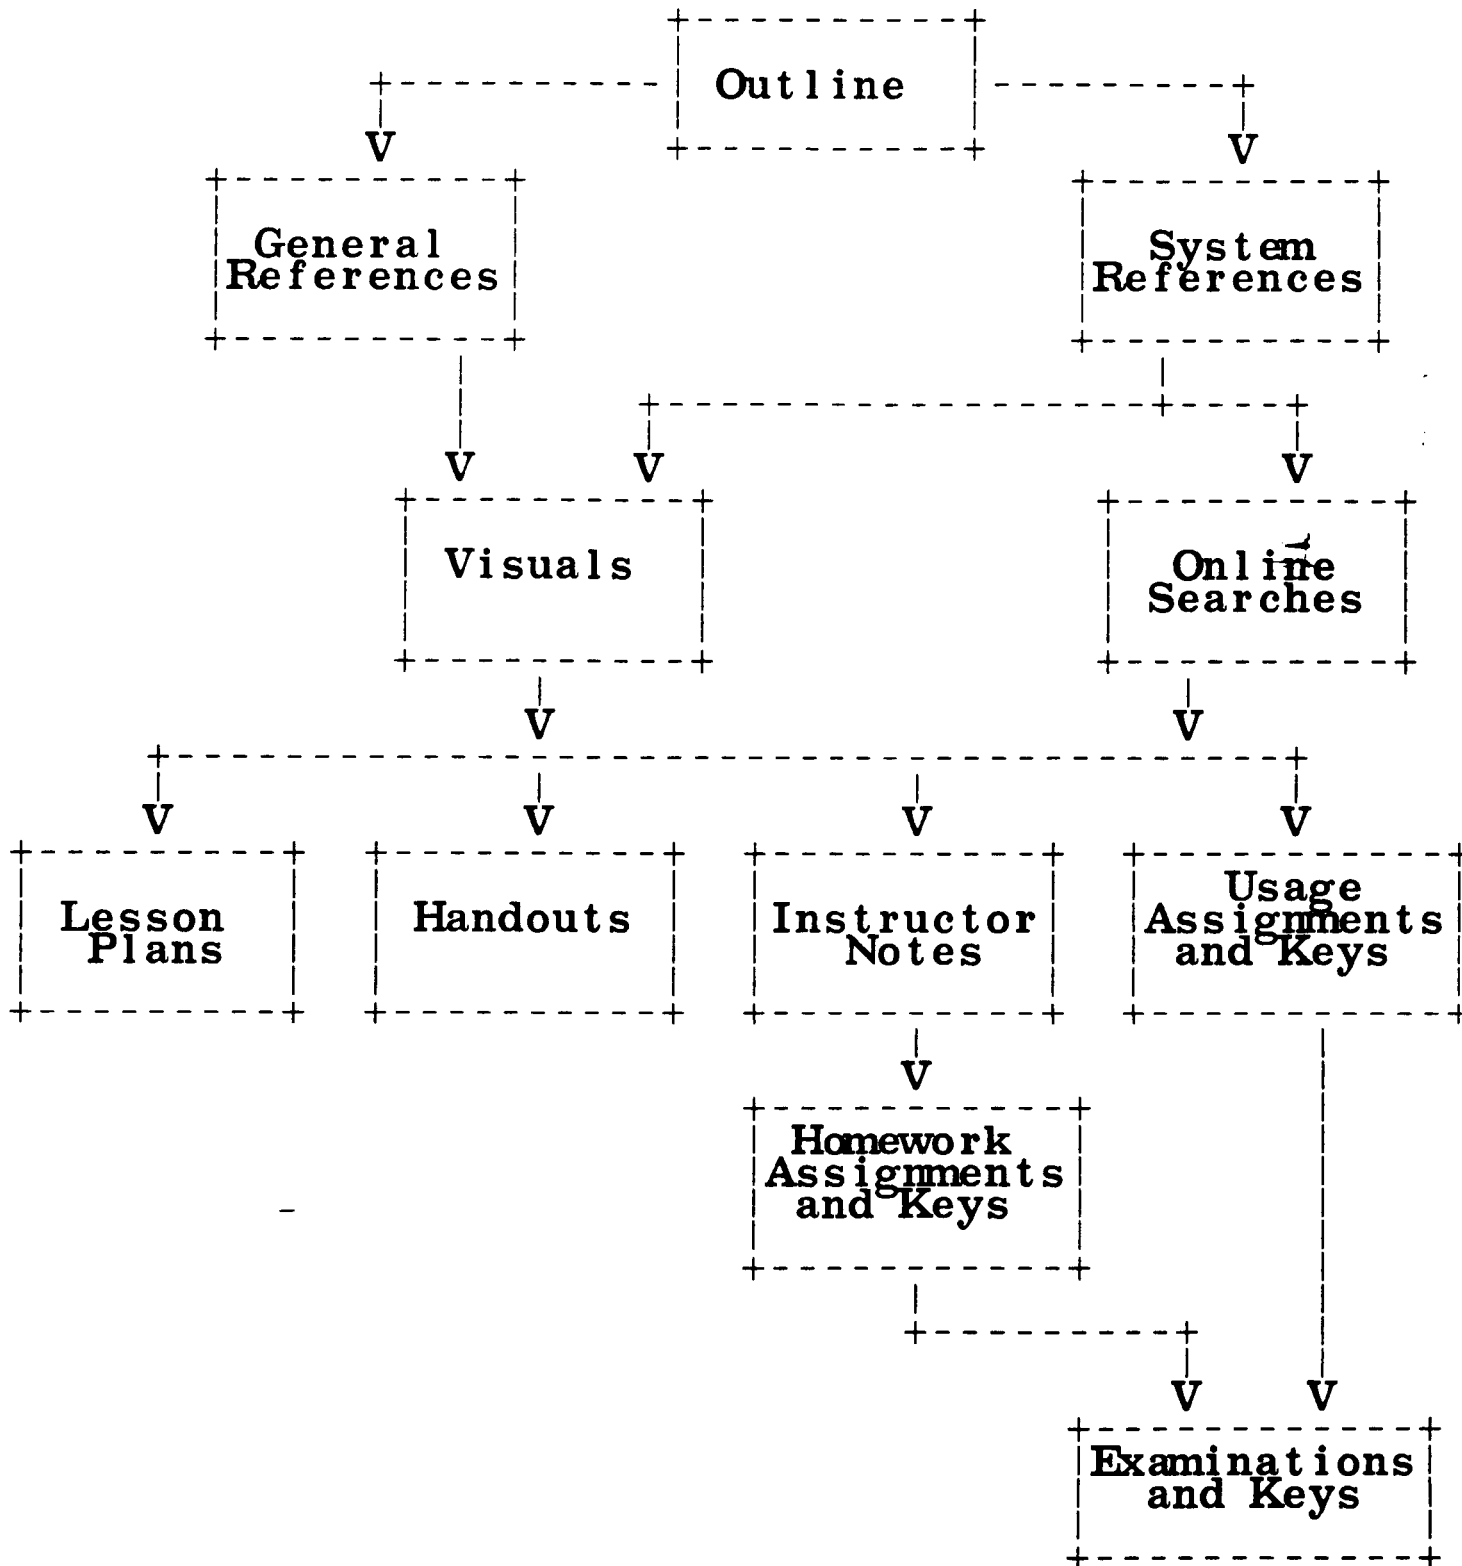 Outline
General
References
System
References
Visuals
Online
Searches
Lesson
Plans
Handouts
Instructor
Notes
Usage
Assignments
and Keys
Homework
Assignments
and Keys
Examinations
and Keys